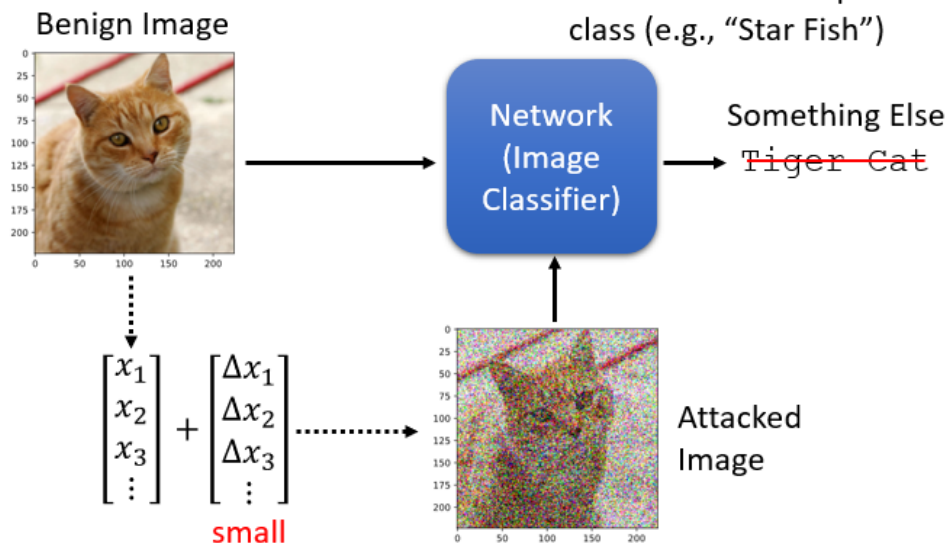 Benign Image
class (e.g., “Star Fish”)
0
25
50
75
100
125
150
175
200
0 50 100 150 200
Network
(Image
Classifier)
Something Else
Tiger Cat
x₁
x₂
x₃
⋮
+
Δx₁
Δx₂
Δx₃
⋮
small
0
25
50
75
100
125
150
175
200
0 50 100 150 200
Attacked
Image